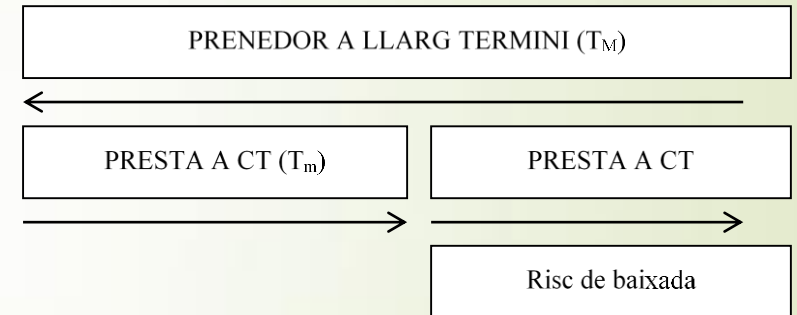 PRENEDOR A LLARG TERMINI (TM)
PRESTA A CT (Tm)
PRESTA A CT
Risc de baixada